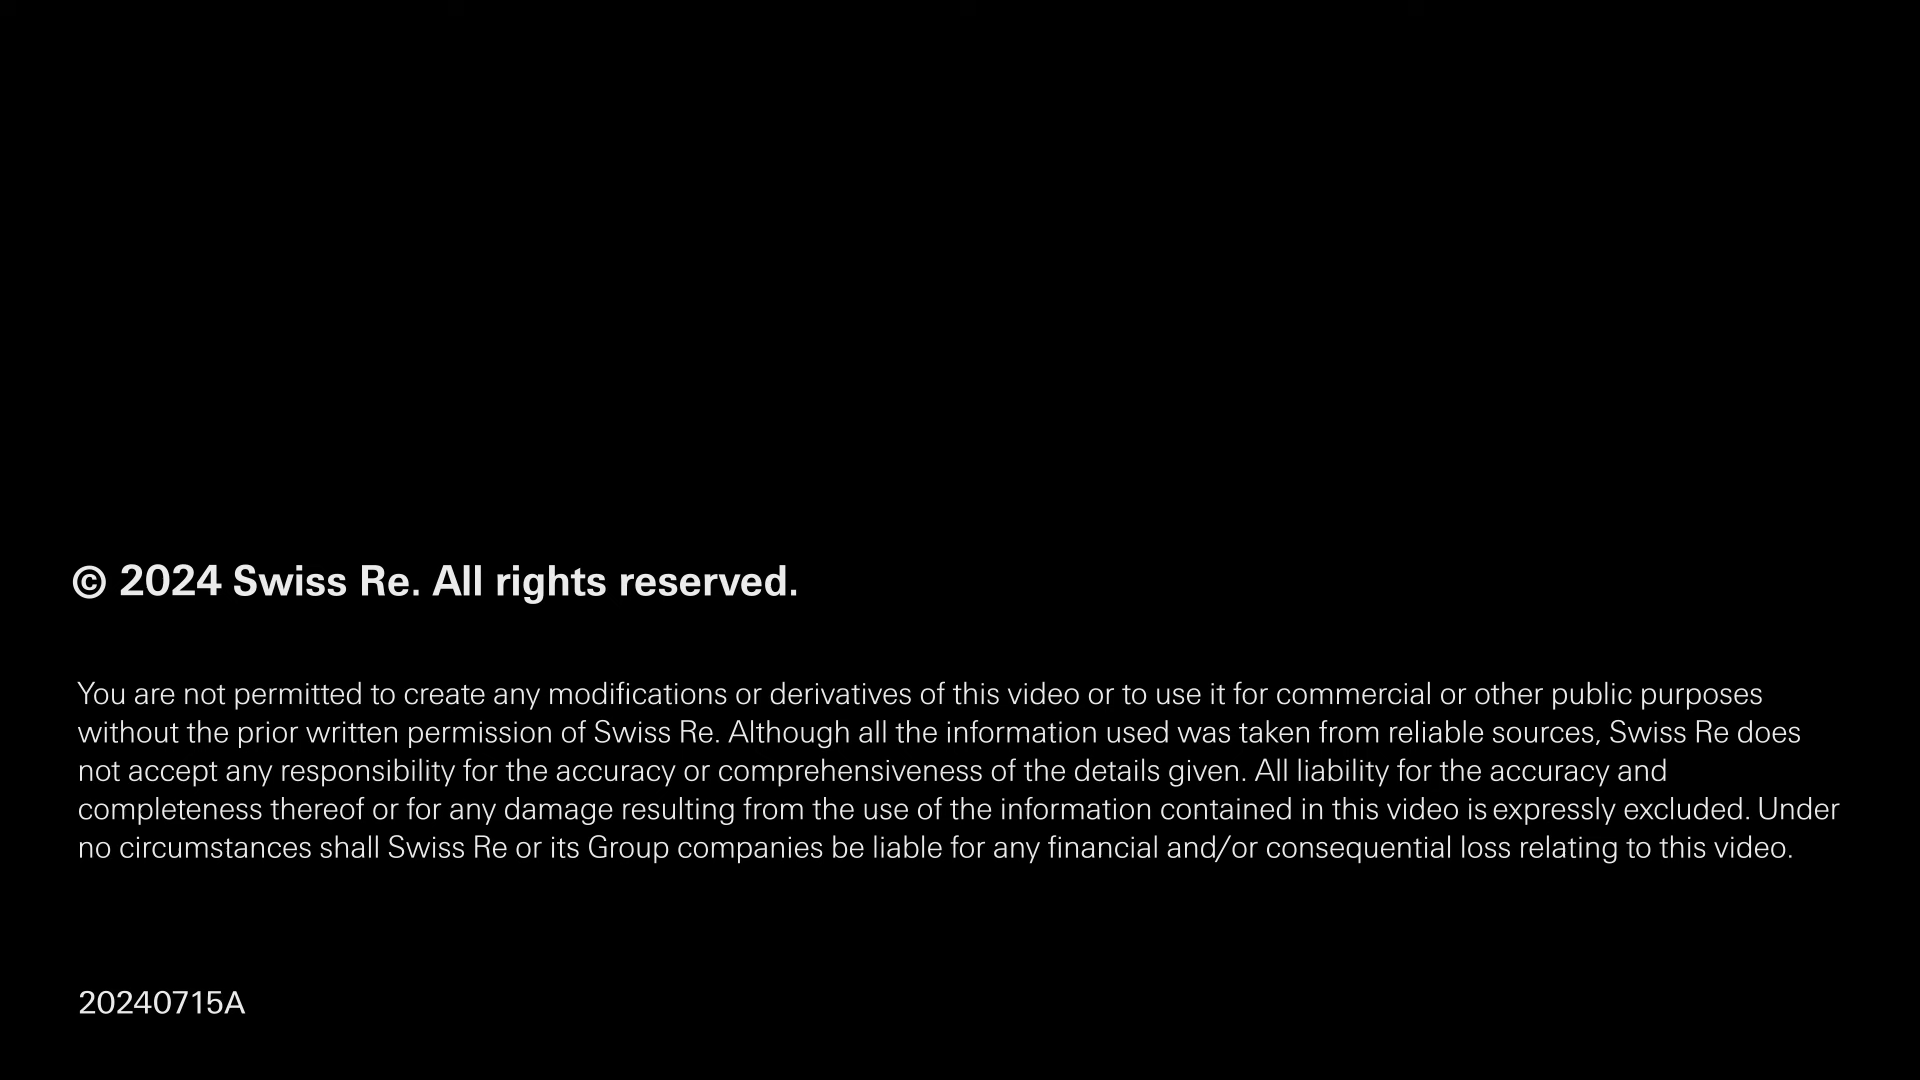 © 2024 Swiss Re. All rights reserved.
You are not permitted to create any modifications or derivatives of this video or to use it for commercial or other public purposes
without the prior written permission of Swiss Re. Although all the information used was taken from reliable sources, Swiss Re does
not accept any responsibility for the accuracy or comprehensiveness of the details given. All liability for the accuracy and
completeness thereof or for any damage resulting from the use of the information contained in this video is expressly excluded. Under
no circumstances shall Swiss Re or its Group companies be liable for any financial and/or consequential loss relating to this video.
20240715A